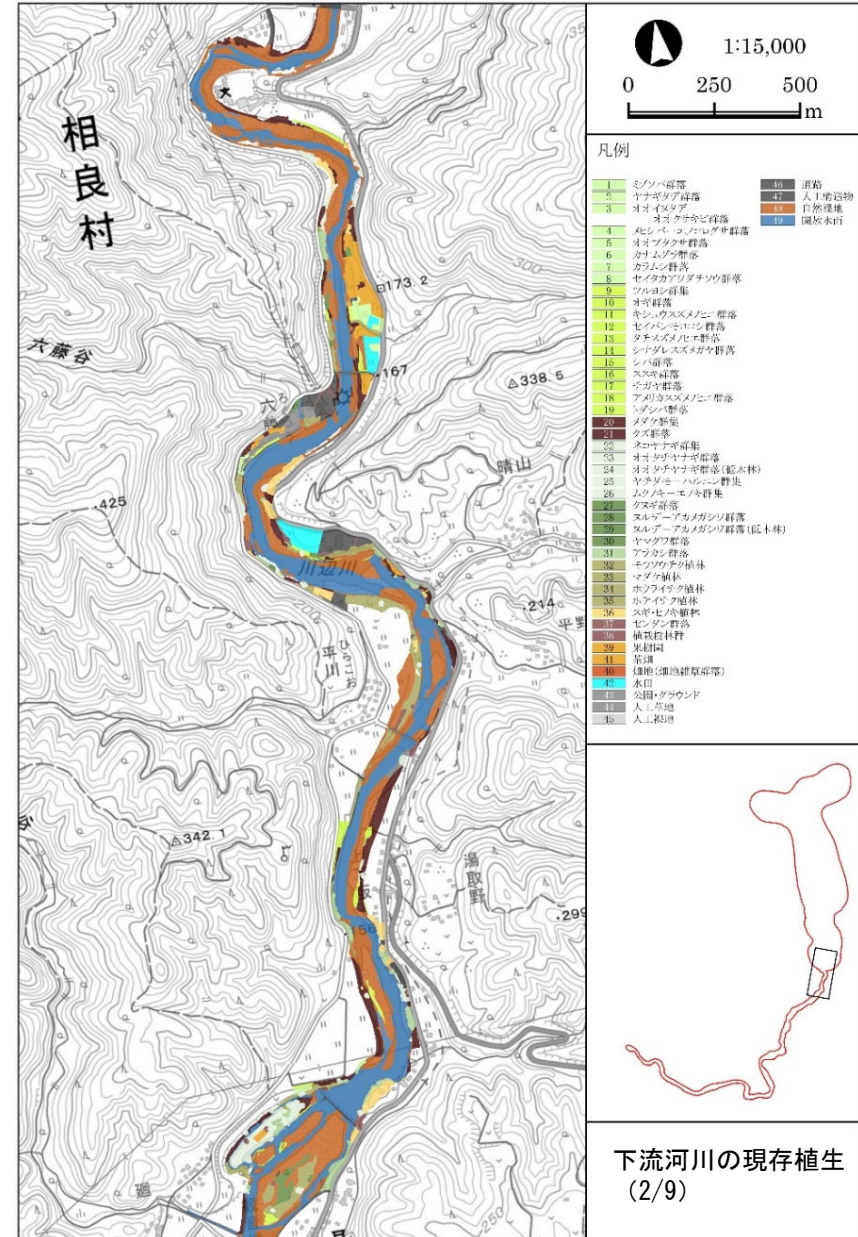 1:15,000
0 250 500
m
凡例
1 ミゾソバ群落
2 ヤナギタデ群落
3 オオイヌタデ－
オオクサキビ群落
4 メヒシバ－エノコログサ群落
5 オオブタクサ群落
6 カナムグラ群落
7 カラムシ群落
8 セイタカアワダチソウ群落
9 ツルヨシ群集
10 オギ群落
11 キシュウスズメノヒエ群落
12 セイバンモロコシ群落
13 タチスズメノヒエ群落
14 シナダレスズメガヤ群落
15 シバ群落
16 ススキ群落
17 チガヤ群落
18 アメリカスズメノヒエ群落
19 トダシバ群落
20 メダケ群集
21 クズ群落
22 ネコヤナギ群集
23 オオタチヤナギ群落
24 オオタチヤナギ群落(低木林)
25 ヤチダモ－ハルニレ群集
26 ムクノキ－エノキ群集
27 クヌギ群落
28 ヌルデ－アカメガシワ群落
29 ヌルデ－アカメガシワ群落(低木林)
30 ヤマグワ群落
31 アラカシ群落
32 モウソウチク植林
33 マダケ植林
34 ホウライチク植林
35 ホテイチク植林
36 スギ・ヒノキ植林
37 センダン群落
38 植栽樹林群
39 果樹園
41 茶畑
40 畑地(畑地雑草群落)
42 水田
43 公園・グラウンド
44 人工草地
45 人工裸地
46 道路
47 人工構造物
48 自然裸地
49 開放水面
相良村
300
300
173.2
167
338.5
六藤谷
晴山
425
川辺川
214
平野
平川
342.1
湯取野
299
156
廻
250
下流河川の現存植生
(2/9)